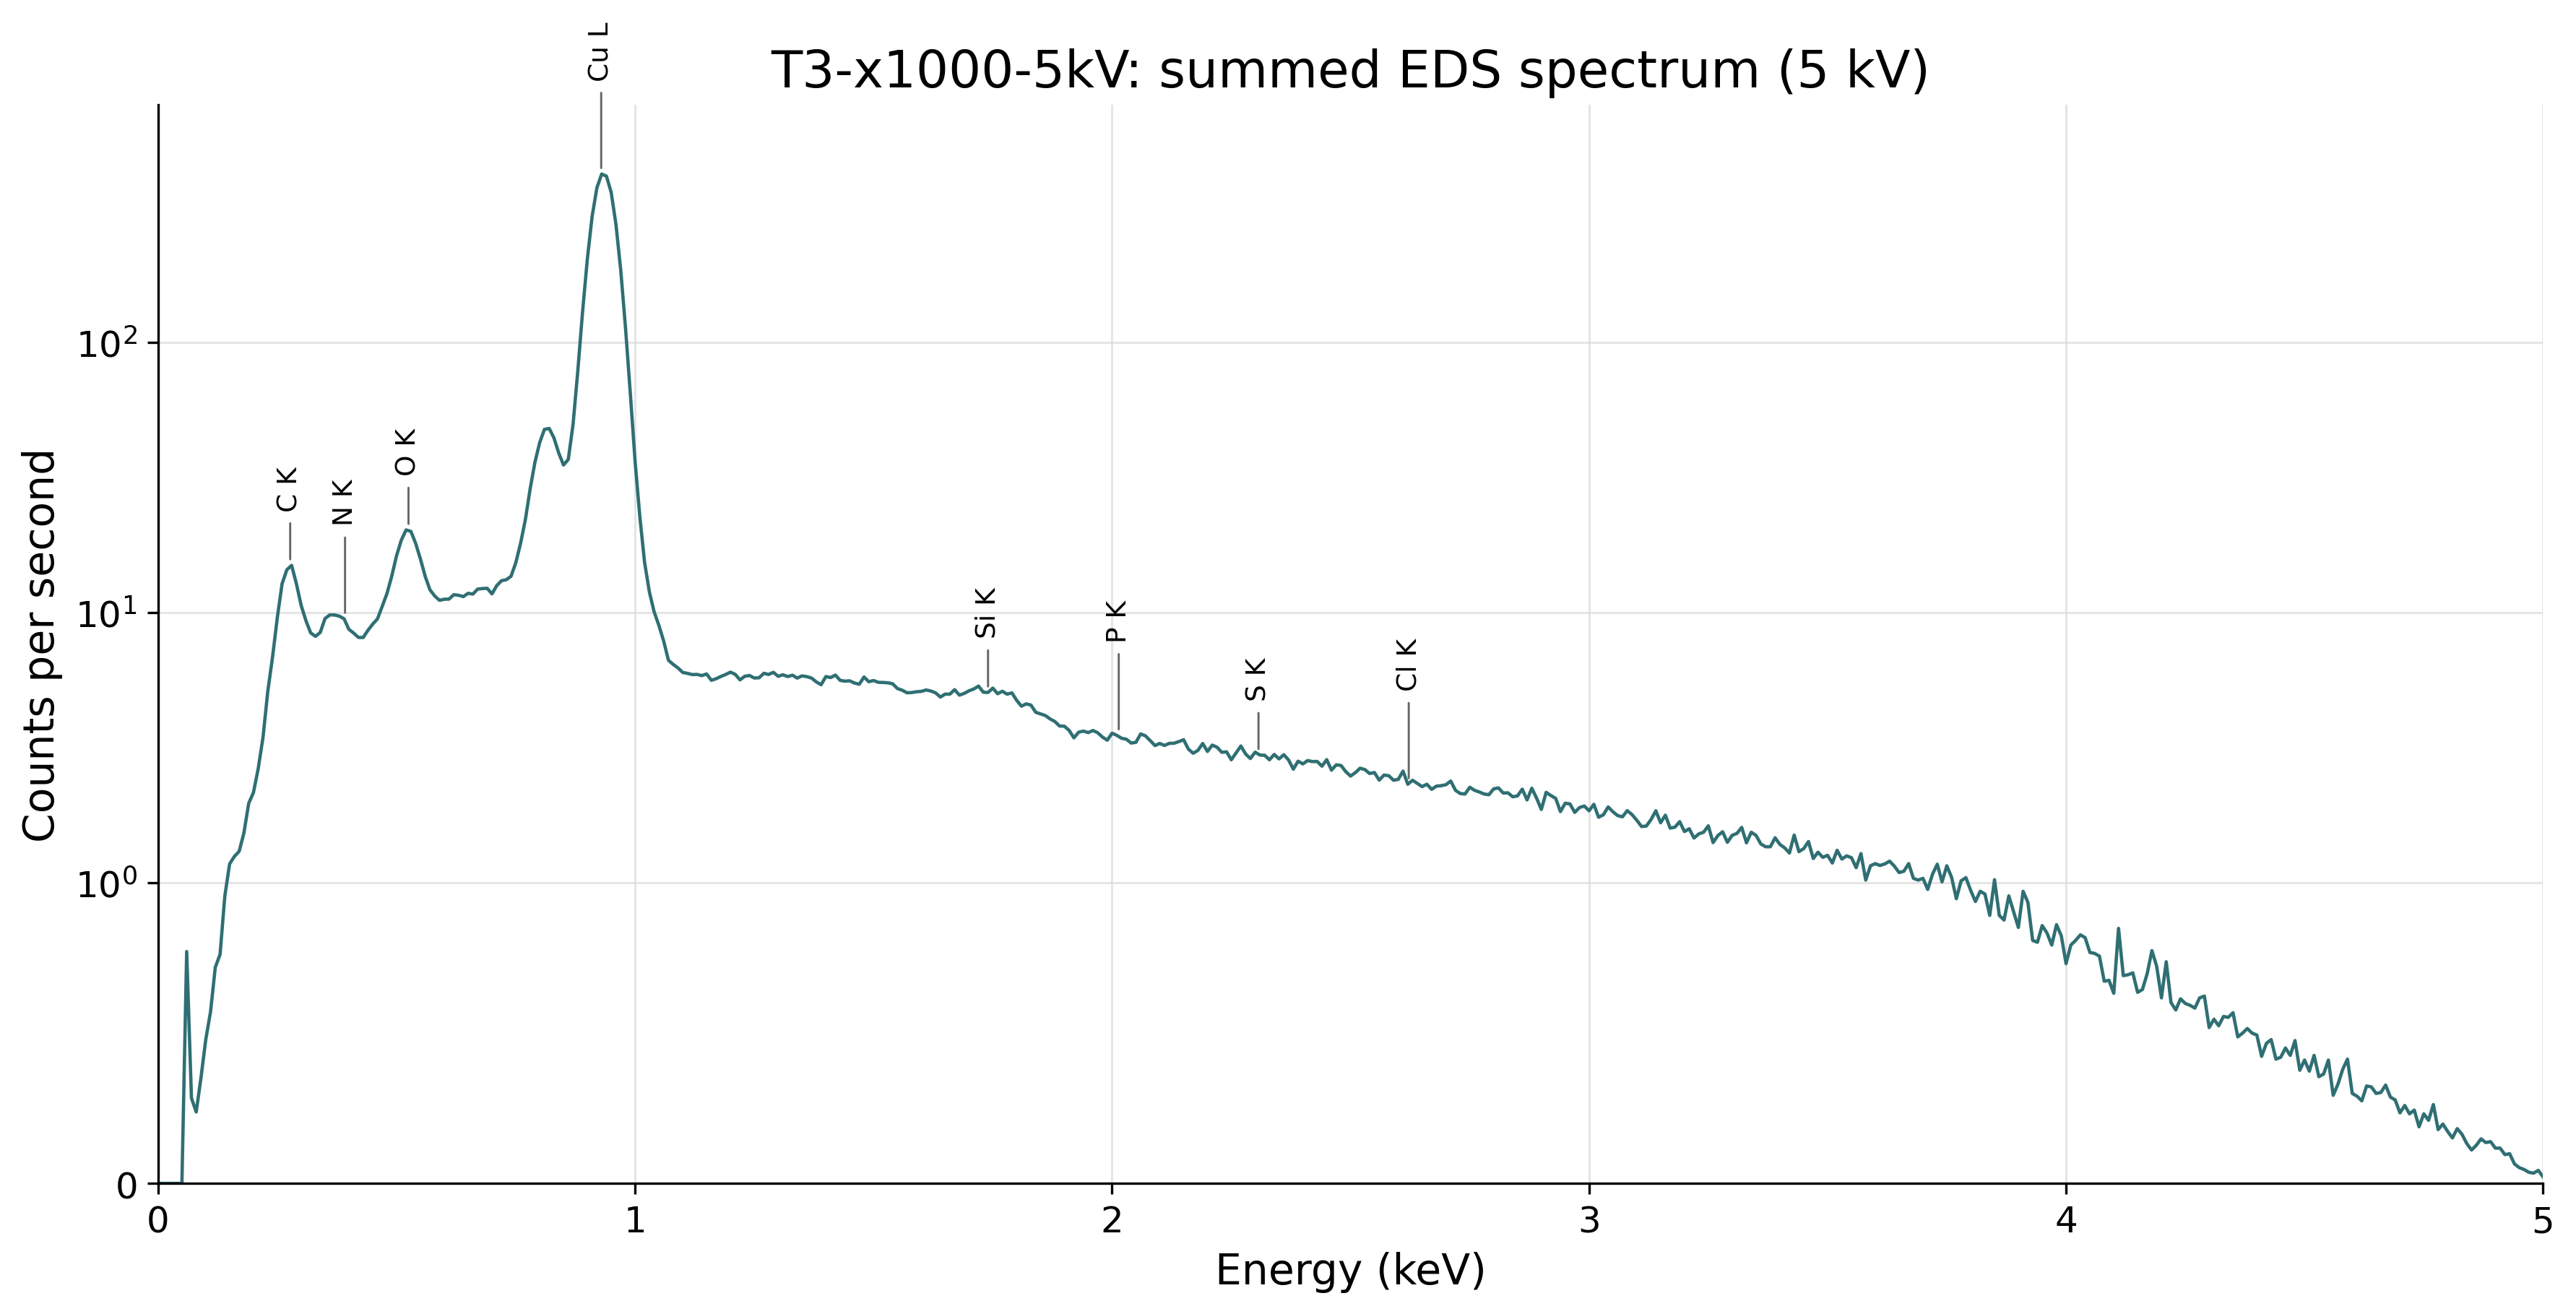 T3-x1000-5kV: summed EDS spectrum (5 kV)
Cu L
C K
N K
O K
Si K
P K
S K
Cl K
Counts per second
10²
10¹
10⁰
0
0 1 2 3 4 5
Energy (keV)